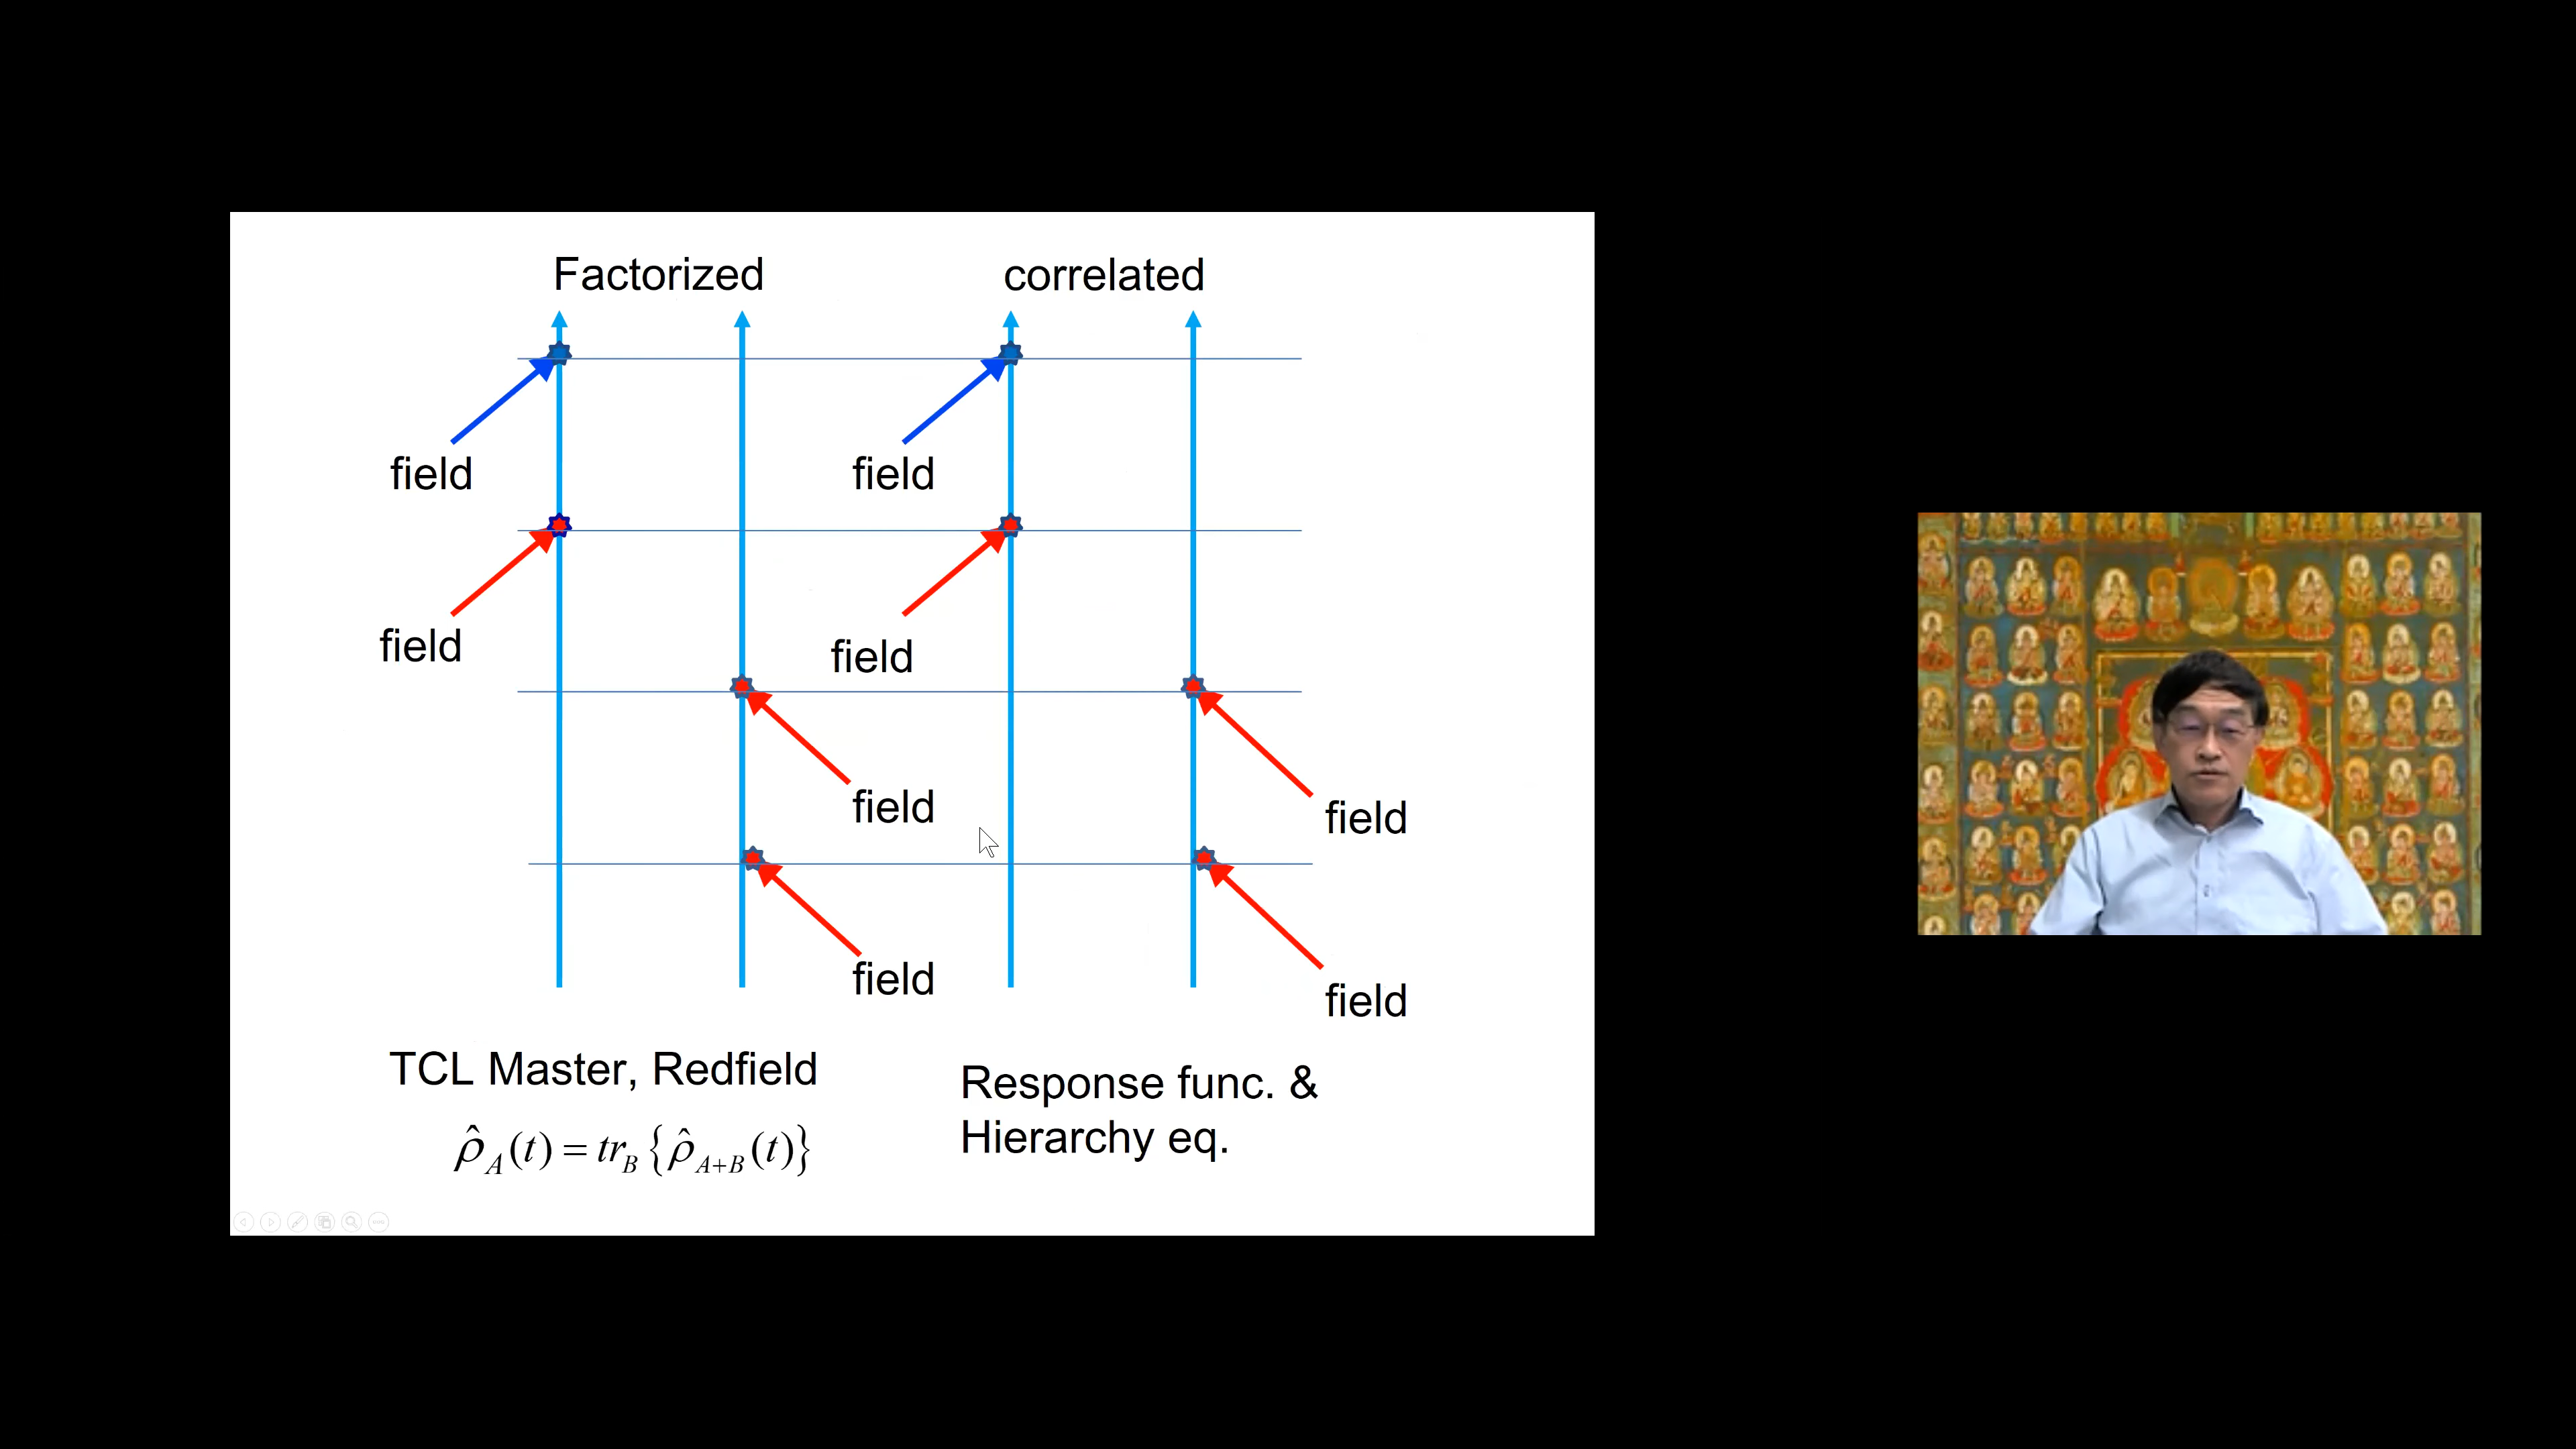 Factorized
correlated
field
field
field
field
field
field
field
field
TCL Master, Redfield
Response func. &
Hierarchy eq.
ρ̂_A(t) = tr_B {ρ̂_{A+B}(t)}